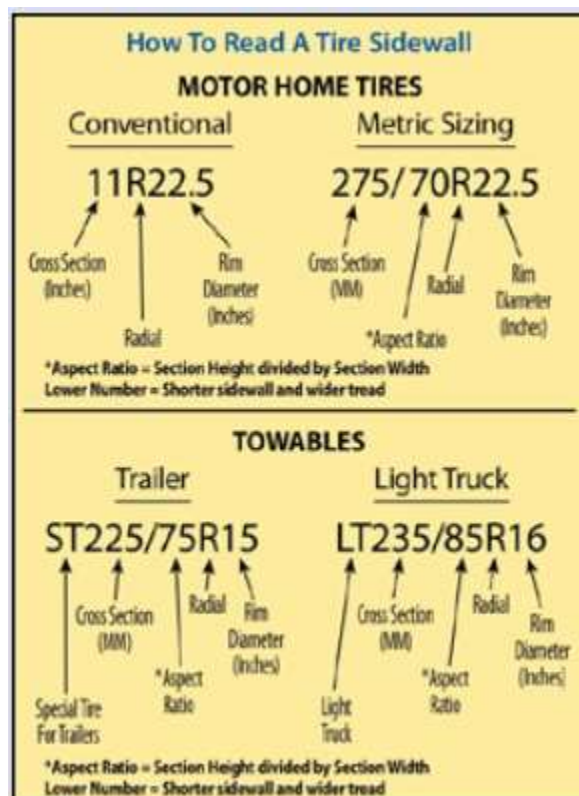 How To Read A Tire Sidewall
MOTOR HOME TIRES
Conventional
11R22.5
Cross Section
(Inches)
Radial
Rim
Diameter
(Inches)
Metric Sizing
275/70R22.5
Cross Section
(MM)
*Aspect Ratio
Radial
Rim
Diameter
(Inches)
*Aspect Ratio = Section Height divided by Section Width
Lower Number = Shorter sidewall and wider tread
TOWABLES
Trailer
ST225/75R15
Special Tire
For Trailers
Cross Section
(MM)
*Aspect
Ratio
Radial
Rim
Diameter
(Inches)
Light Truck
LT235/85R16
Light
Truck
Cross Section
(MM)
*Aspect
Ratio
Radial
Rim
Diameter
(Inches)
*Aspect Ratio = Section Height divided by Section Width
Lower Number = Shorter sidewall and wider tread